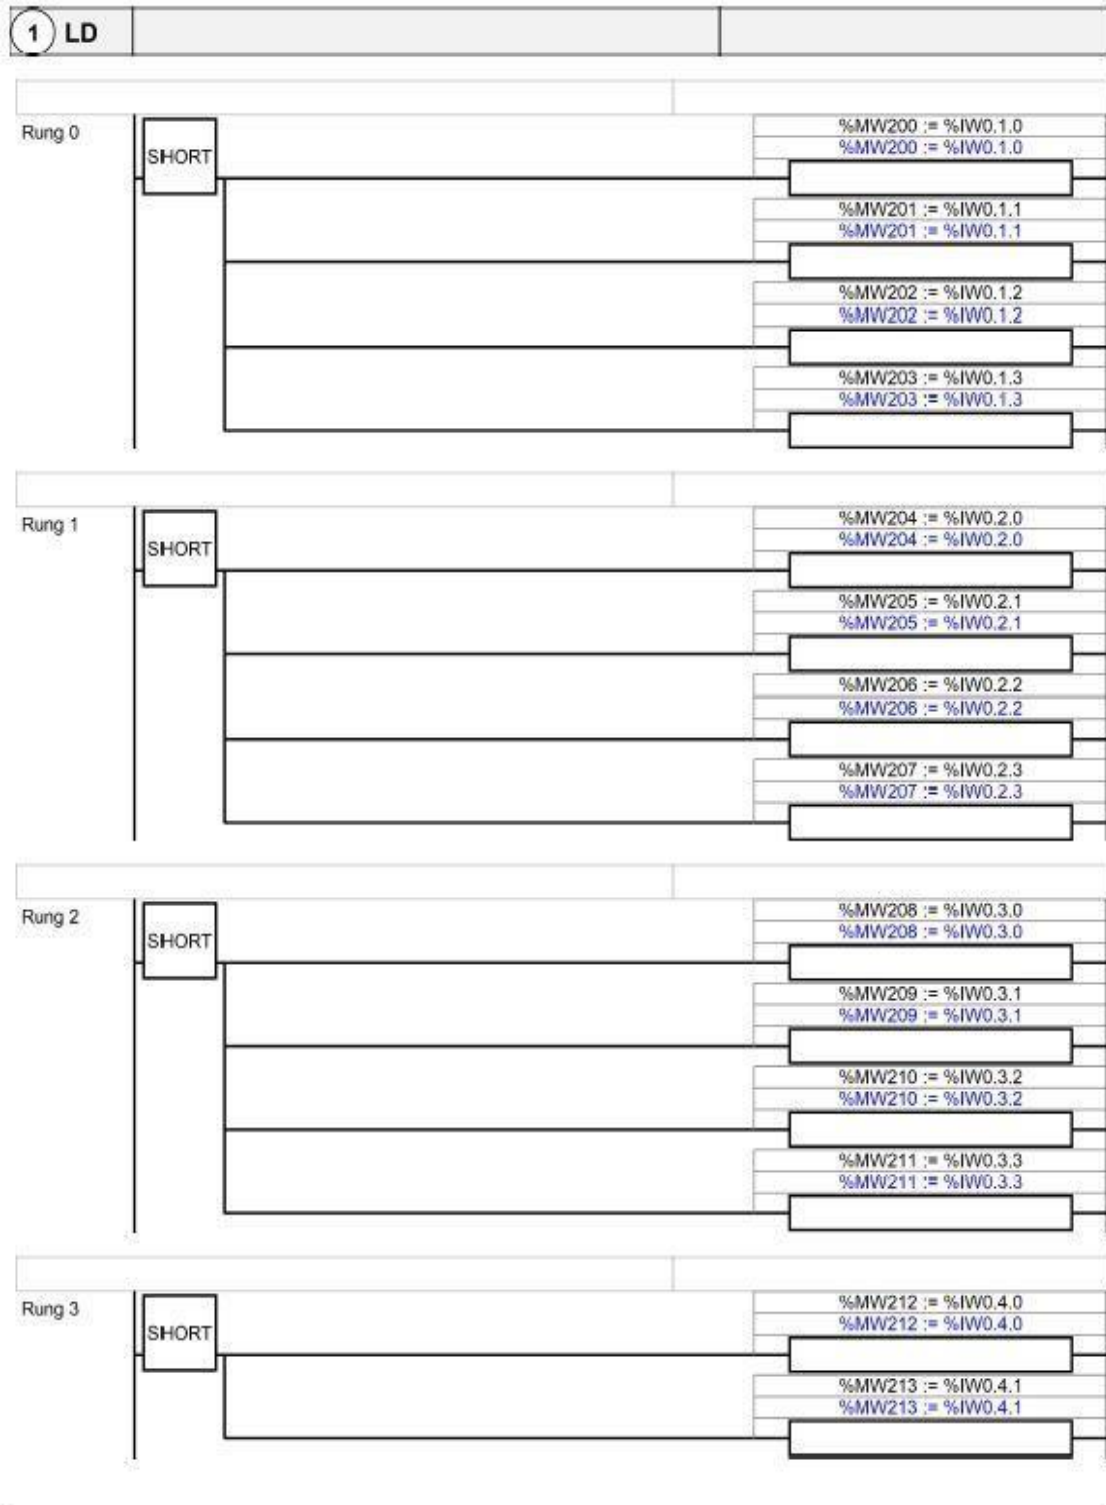 1 LD
Rung 0
SHORT
%MW200 := %IW0.1.0
%MW200 := %IW0.1.0
%MW201 := %IW0.1.1
%MW201 := %IW0.1.1
%MW202 := %IW0.1.2
%MW202 := %IW0.1.2
%MW203 := %IW0.1.3
%MW203 := %IW0.1.3
Rung 1
SHORT
%MW204 := %IW0.2.0
%MW204 := %IW0.2.0
%MW205 := %IW0.2.1
%MW205 := %IW0.2.1
%MW206 := %IW0.2.2
%MW206 := %IW0.2.2
%MW207 := %IW0.2.3
%MW207 := %IW0.2.3
Rung 2
SHORT
%MW208 := %IW0.3.0
%MW208 := %IW0.3.0
%MW209 := %IW0.3.1
%MW209 := %IW0.3.1
%MW210 := %IW0.3.2
%MW210 := %IW0.3.2
%MW211 := %IW0.3.3
%MW211 := %IW0.3.3
Rung 3
SHORT
%MW212 := %IW0.4.0
%MW212 := %IW0.4.0
%MW213 := %IW0.4.1
%MW213 := %IW0.4.1